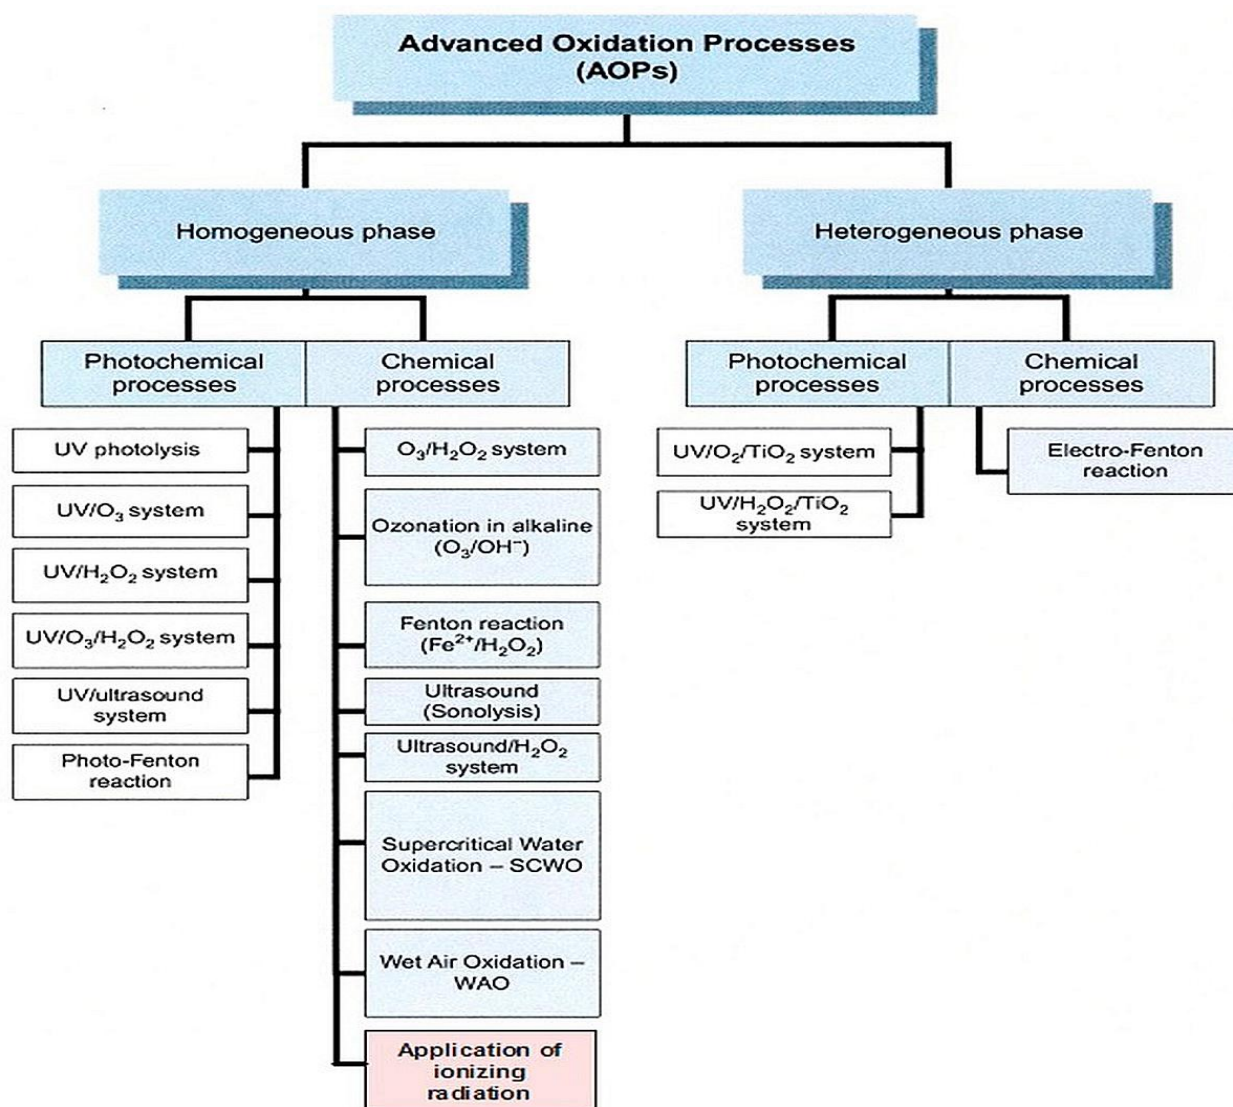 Advanced Oxidation Processes
(AOPs)
Homogeneous phase
Heterogeneous phase
Photochemical
processes
Chemical
processes
Photochemical
processes
Chemical
processes
UV photolysis
UV/O₃ system
UV/H₂O₂ system
UV/O₃/H₂O₂ system
UV/ultrasound
system
Photo-Fenton
reaction
O₃/H₂O₂ system
Ozonation in alkaline
(O₃/OH⁻)
Fenton reaction
(Fe²⁺/H₂O₂)
Ultrasound
(Sonolysis)
Ultrasound/H₂O₂
system
Supercritical Water
Oxidation – SCWO
Wet Air Oxidation –
WAO
Application of
ionizing
radiation
UV/O₂/TiO₂ system
UV/H₂O₂/TiO₂
system
Electro-Fenton
reaction